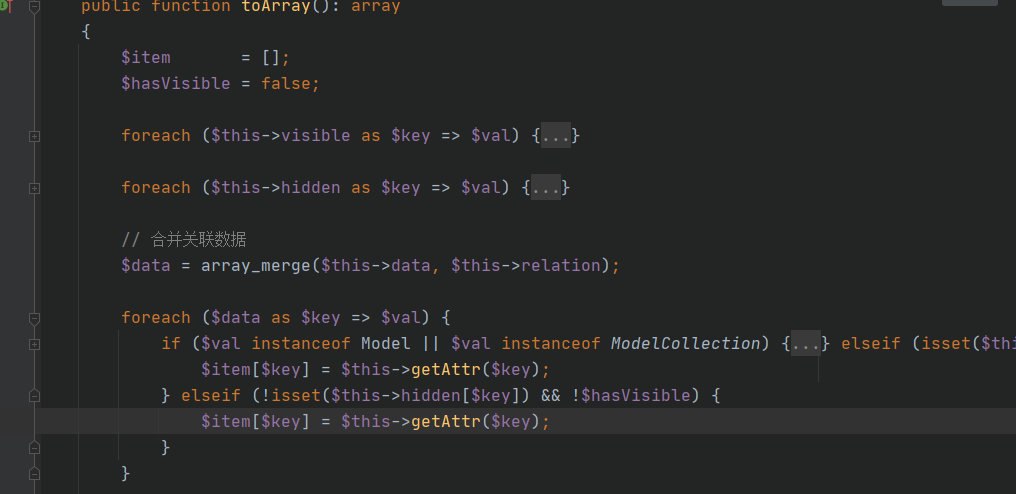 public function toArray(): array
{
$item       = [];
$hasVisible = false;
foreach ($this->visible as $key => $val) {...}
foreach ($this->hidden as $key => $val) {...}
// 合并关联数据
$data = array_merge($this->data, $this->relation);
foreach ($data as $key => $val) {
if ($val instanceof Model || $val instanceof ModelCollection) {...} elseif (isset($thi
$item[$key] = $this->getAttr($key);
} elseif (!isset($this->hidden[$key]) && !$hasVisible) {
$item[$key] = $this->getAttr($key);
}
}